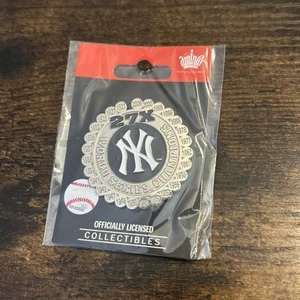 27X
NY
WORLD SERIES CHAMPIONS
OFFICIALLY LICENSED
COLLECTIBLES